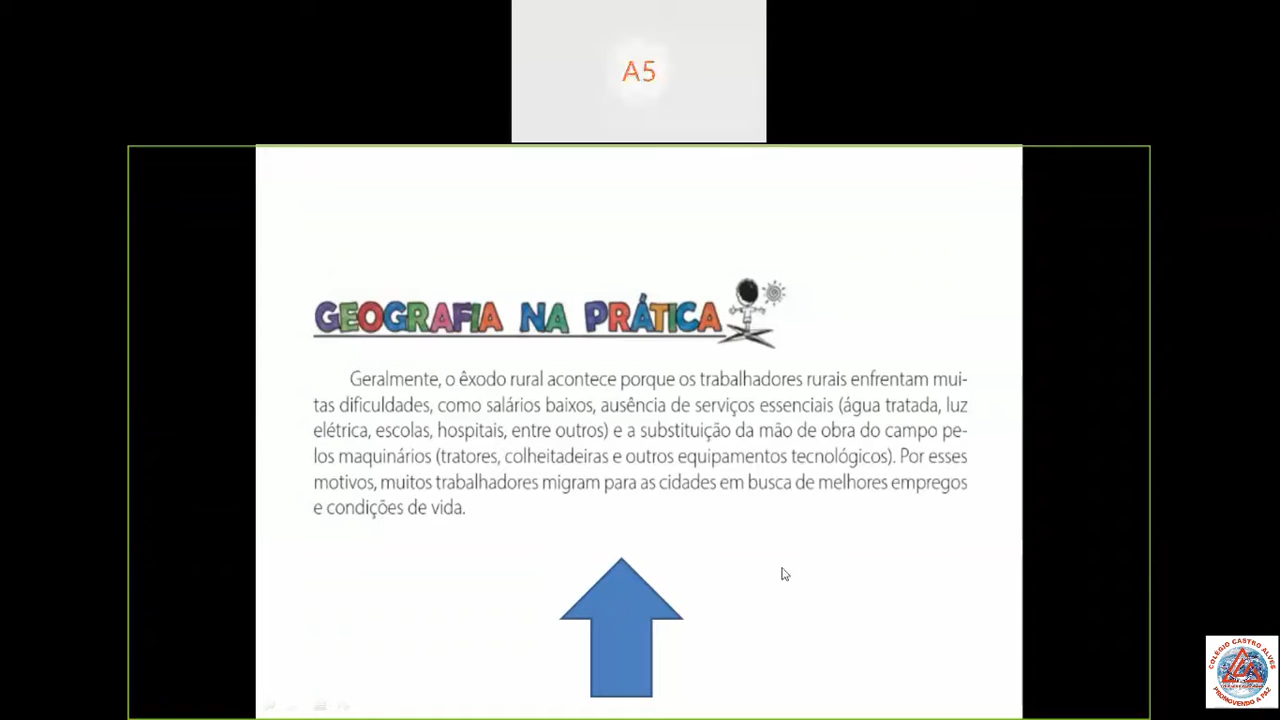 A5
GEOGRAFIA NA PRÁTICA
Geralmente, o êxodo rural acontece porque os trabalhadores rurais enfrentam mui-
tas dificuldades, como salários baixos, ausência de serviços essenciais (água tratada, luz
elétrica, escolas, hospitais, entre outros) e a substituição da mão de obra do campo pe-
los maquinários (tratores, colheitadeiras e outros equipamentos tecnológicos). Por esses
motivos, muitos trabalhadores migram para as cidades em busca de melhores empregos
e condições de vida.
COLÉGIO CASTRO ALVES
PROMOVENDO A PAZ